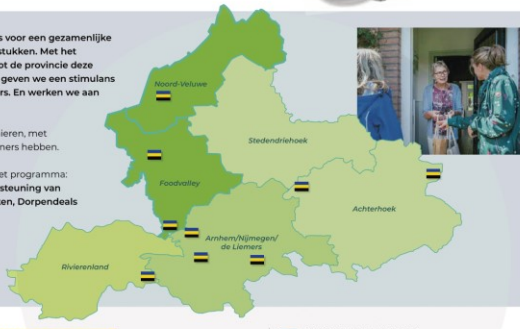 s voor een gezamenlijke
stukken. Met het
ot de provincie deze
geven we een stimulans
rs. En werken we aan
ieren, met
mers hebben.
et programma:
steuning van
ken, Dorpendeals
Noord-Veluwe
Stedendriehoek
Foodvalley
Achterhoek
Arnhem/Nijmegen/
de Liemers
Rivierenland